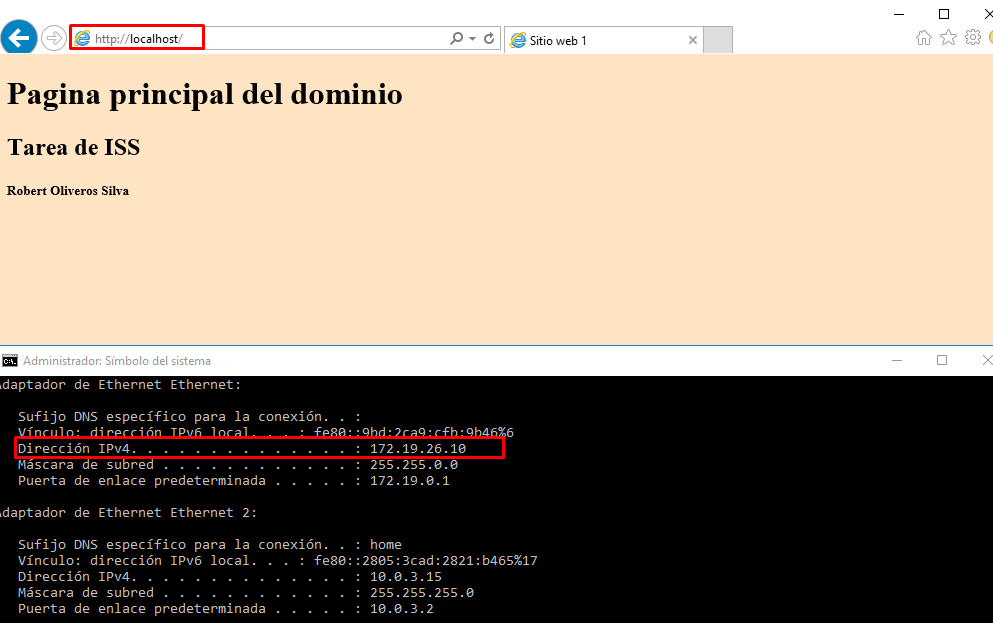 http://localhost/
Sitio web 1
Pagina principal del dominio
Tarea de ISS
Robert Oliveros Silva
Administrador: Símbolo del sistema
daptador de Ethernet Ethernet:
Sufijo DNS específico para la conexión. . :
Vínculo: dirección IPv6 local. . . : fe80::9bd:2ca9:cfb:9b46%6
Dirección IPv4. . . . . . . . . . . . . . : 172.19.26.10
Máscara de subred . . . . . . . . . . . . : 255.255.0.0
Puerta de enlace predeterminada . . . . . : 172.19.0.1
daptador de Ethernet Ethernet 2:
Sufijo DNS específico para la conexión. . : home
Vínculo: dirección IPv6 local. . . : fe80::2805:3cad:2821:b465%17
Dirección IPv4. . . . . . . . . . . . . . : 10.0.3.15
Máscara de subred . . . . . . . . . . . . : 255.255.255.0
Puerta de enlace predeterminada . . . . . : 10.0.3.2